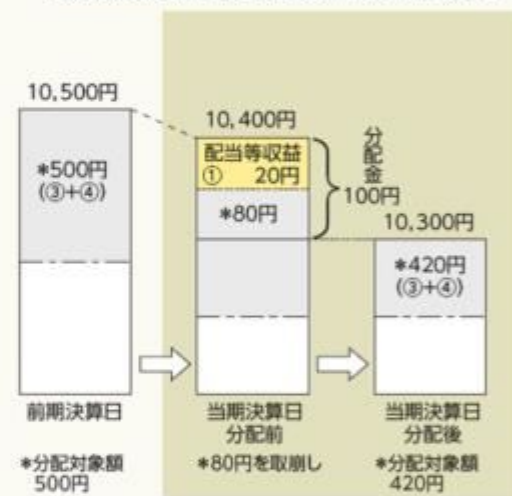 10,500円
*500円
(③+④)
10,400円
配当等収益
① 20円
*80円
分配金
100円
10,300円
*420円
(③+④)
前期決算日
当期決算日
分配前
当期決算日
分配後
*分配対象額
500円
*80円を取崩し
*分配対象額
420円